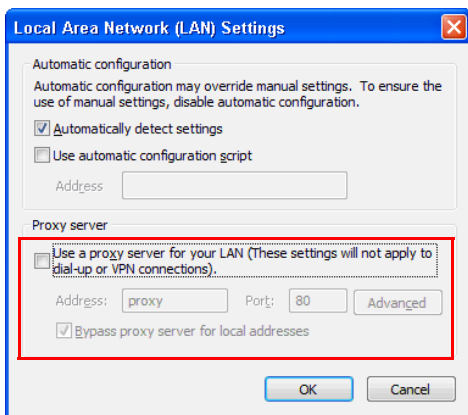 Local Area Network (LAN) Settings
Automatic configuration
Automatic configuration may override manual settings. To ensure the
use of manual settings, disable automatic configuration.
Automatically detect settings
Use automatic configuration script
Address
Proxy server
Use a proxy server for your LAN (These settings will not apply to
dial-up or VPN connections).
Address: proxy Port: 80 Advanced
Bypass proxy server for local addresses
OK Cancel